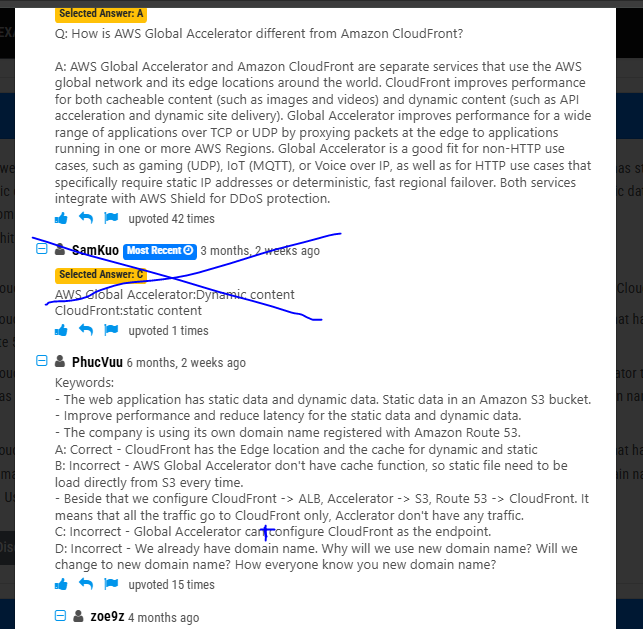 Selected Answer: A
Q: How is AWS Global Accelerator different from Amazon CloudFront?
A: AWS Global Accelerator and Amazon CloudFront are separate services that use the AWS
global network and its edge locations around the world. CloudFront improves performance
for both cacheable content (such as images and videos) and dynamic content (such as API
acceleration and dynamic site delivery). Global Accelerator improves performance for a wide
range of applications over TCP or UDP by proxying packets at the edge to applications
running in one or more AWS Regions. Global Accelerator is a good fit for non-HTTP use
cases, such as gaming (UDP), IoT (MQTT), or Voice over IP, as well as for HTTP use cases that
specifically require static IP addresses or deterministic, fast regional failover. Both services
integrate with AWS Shield for DDoS protection.
upvoted 42 times
SamKuo Most Recent 3 months, 2 weeks ago
Selected Answer: C
AWS Global Accelerator:Dynamic content
CloudFront:static content
upvoted 1 times
PhucVuu 6 months, 2 weeks ago
Keywords:
- The web application has static data and dynamic data. Static data in an Amazon S3 bucket.
- Improve performance and reduce latency for the static data and dynamic data.
- The company is using its own domain name registered with Amazon Route 53.
A: Correct - CloudFront has the Edge location and the cache for dynamic and static
B: Incorrect - AWS Global Accelerator don't have cache function, so static file need to be
load directly from S3 every time.
- Beside that we configure CloudFront -> ALB, Accelerator -> S3, Route 53 -> CloudFront. It
means that all the traffic go to CloudFront only, Acclerator don't have any traffic.
C: Incorrect - Global Accelerator can't configure CloudFront as the endpoint.
D: Incorrect - We already have domain name. Why will we use new domain name? Will we
change to new domain name? How everyone know you new domain name?
upvoted 15 times
zoe9z 4 months ago